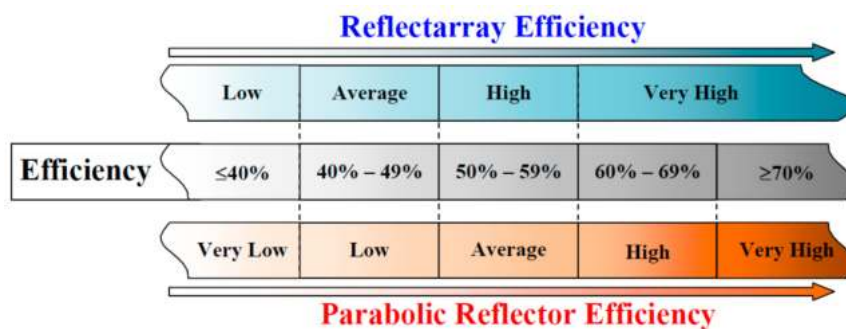 Reflectarray Efficiency
Low Average High Very High
Efficiency ≤40% 40% – 49% 50% – 59% 60% – 69% ≥70%
Very Low Low Average High Very High
Parabolic Reflector Efficiency